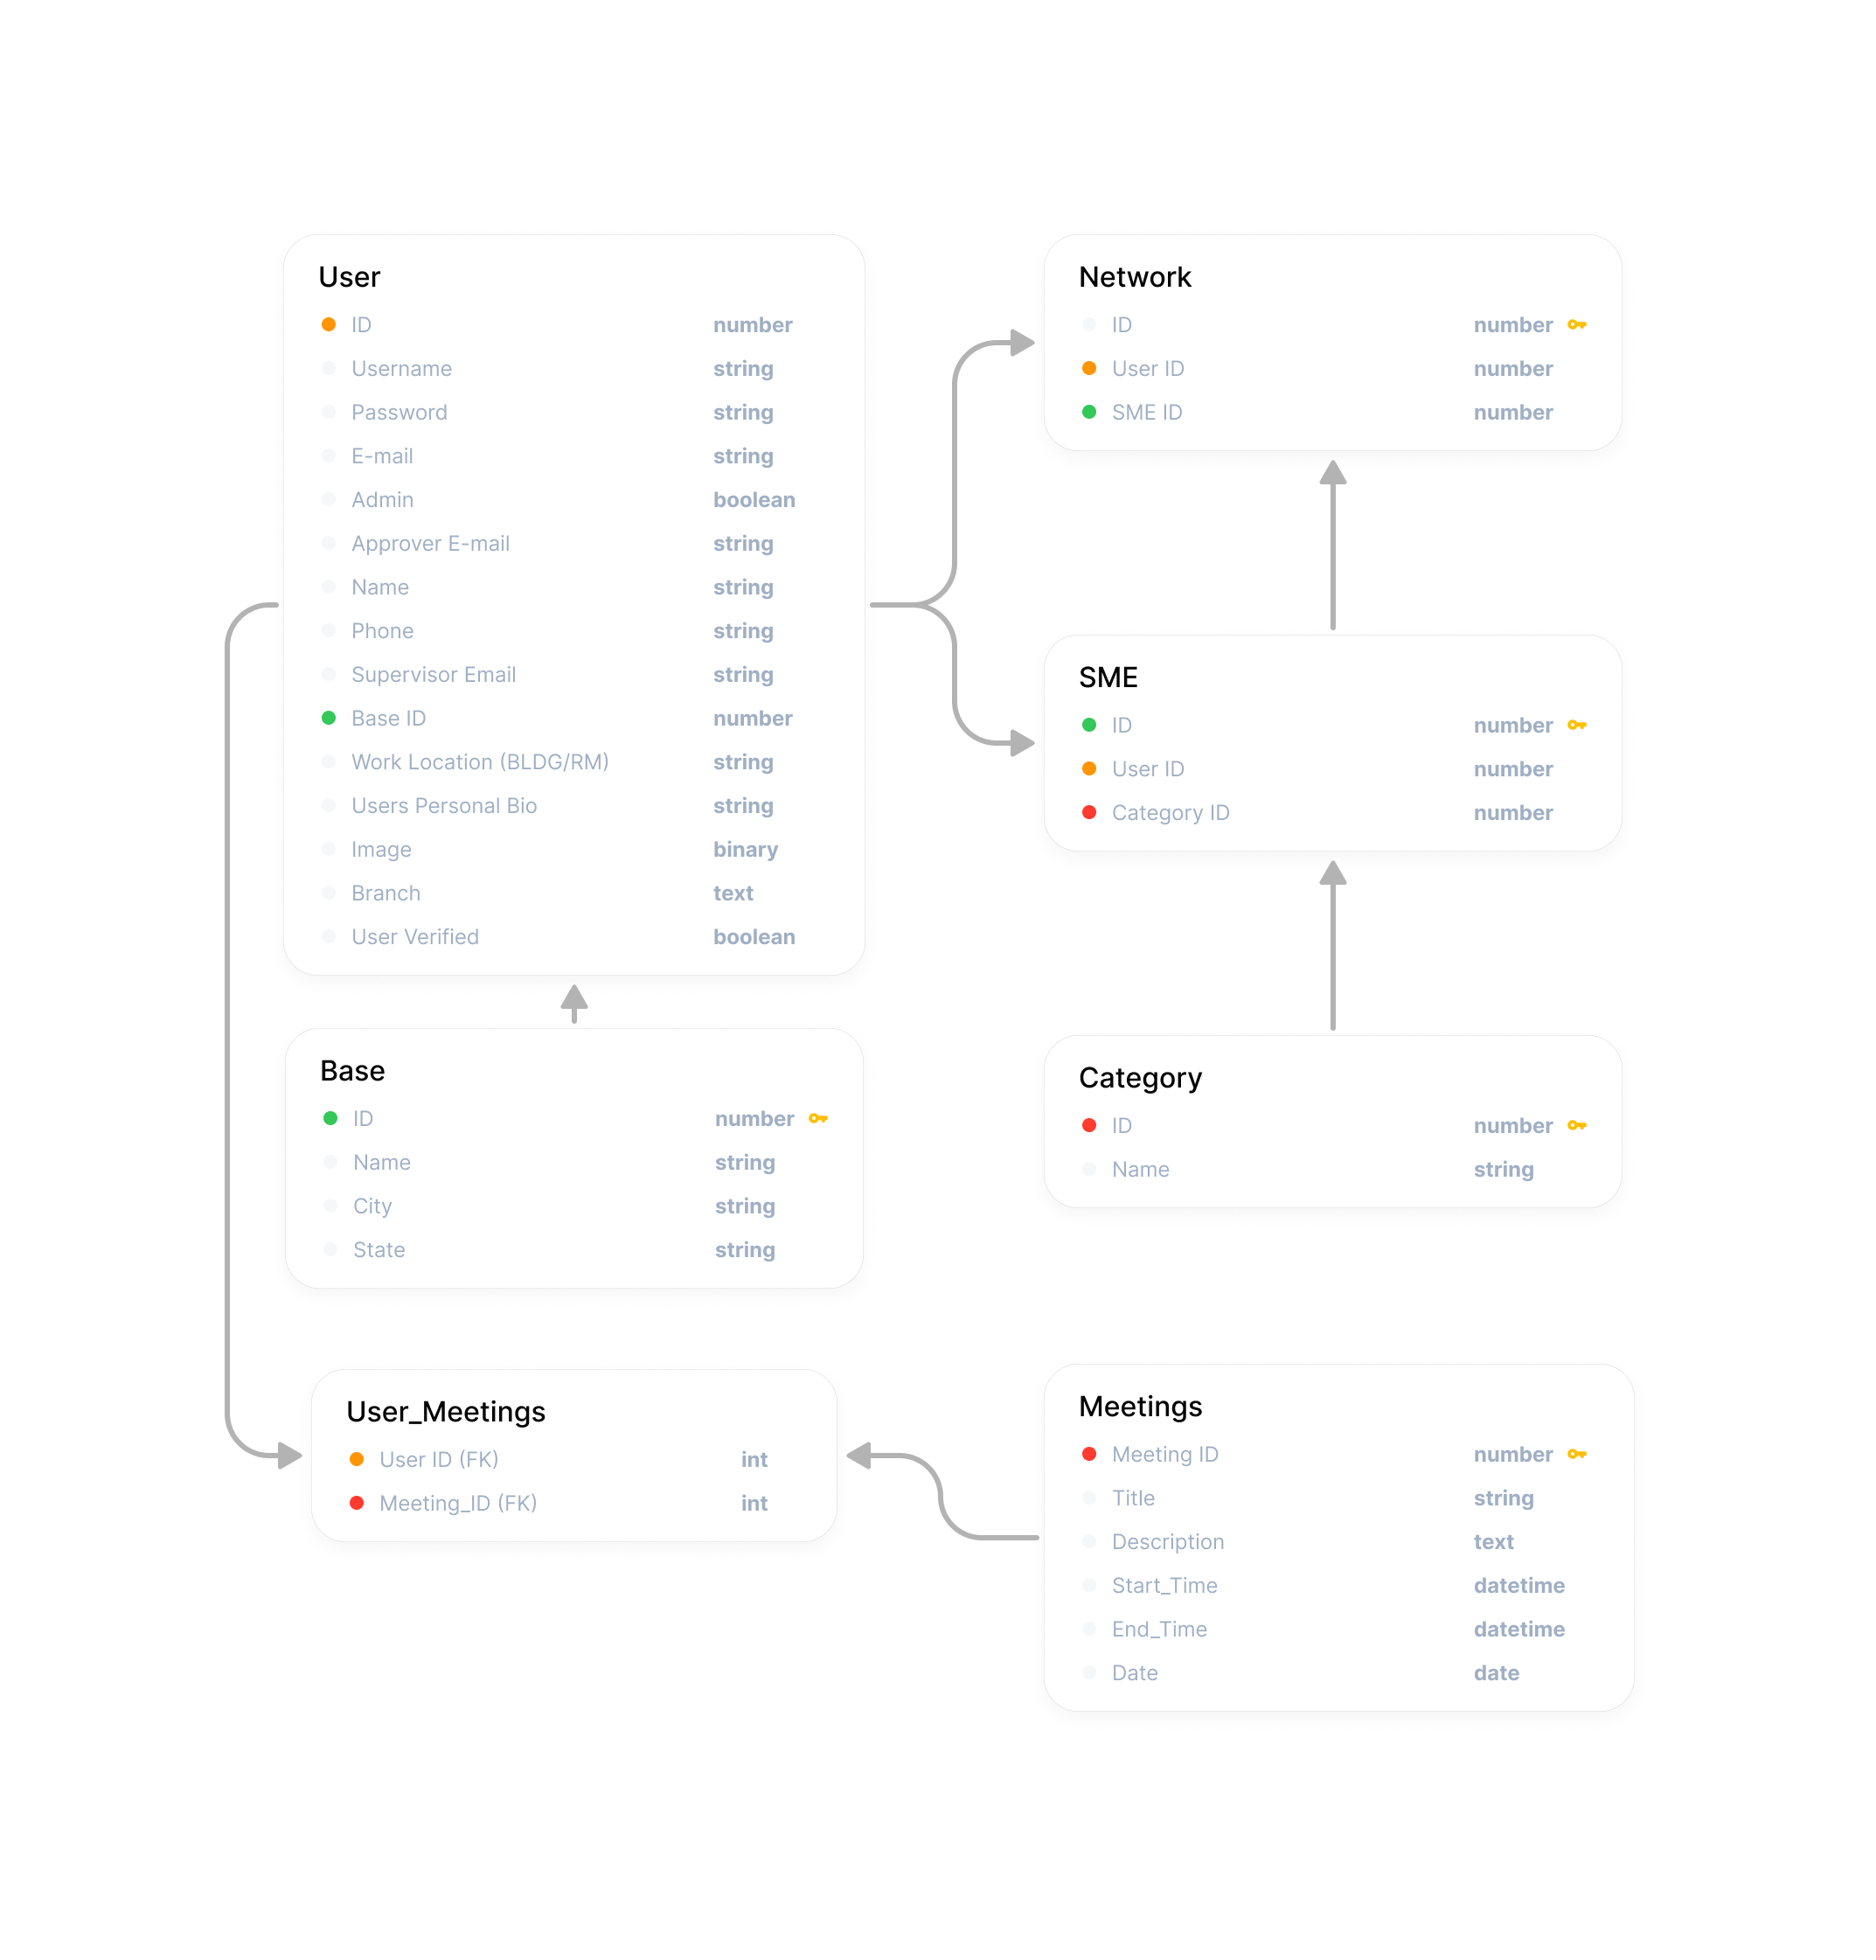 User
ID number
Username string
Password string
E-mail string
Admin boolean
Approver E-mail string
Name string
Phone string
Supervisor Email string
Base ID number
Work Location (BLDG/RM) string
Users Personal Bio string
Image binary
Branch text
User Verified boolean
Network
ID number
User ID number
SME ID number
SME
ID number
User ID number
Category ID number
Base
ID number
Name string
City string
State string
Category
ID number
Name string
User_Meetings
User ID (FK) int
Meeting_ID (FK) int
Meetings
Meeting ID number
Title string
Description text
Start_Time datetime
End_Time datetime
Date date